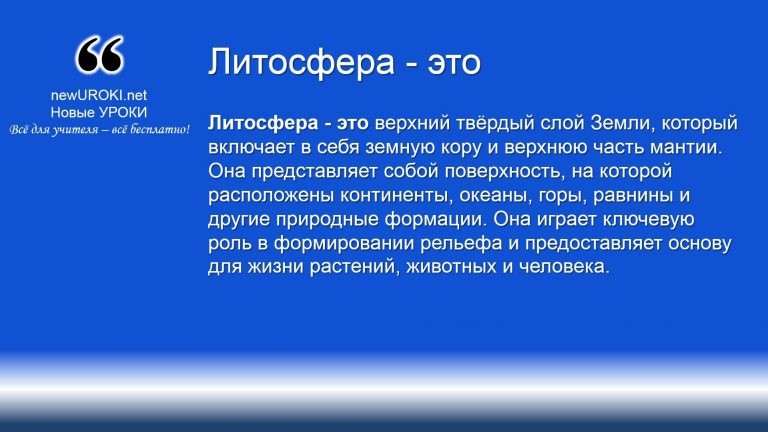 newUROKI.net
Новые УРОКИ
Всё для учителя – всё бесплатно!
Литосфера - это
Литосфера - это верхний твёрдый слой Земли, который
включает в себя земную кору и верхнюю часть мантии.
Она представляет собой поверхность, на которой
расположены континенты, океаны, горы, равнины и
другие природные формации. Она играет ключевую
роль в формировании рельефа и предоставляет основу
для жизни растений, животных и человека.